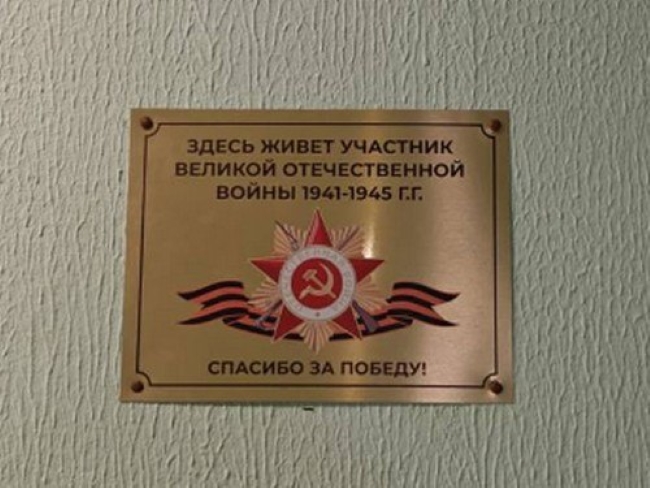 ЗДЕСЬ ЖИВЕТ УЧАСТНИК
ВЕЛИКОЙ ОТЕЧЕСТВЕННОЙ
ВОЙНЫ 1941-1945 Г.Г.
СПАСИБО ЗА ПОБЕДУ!